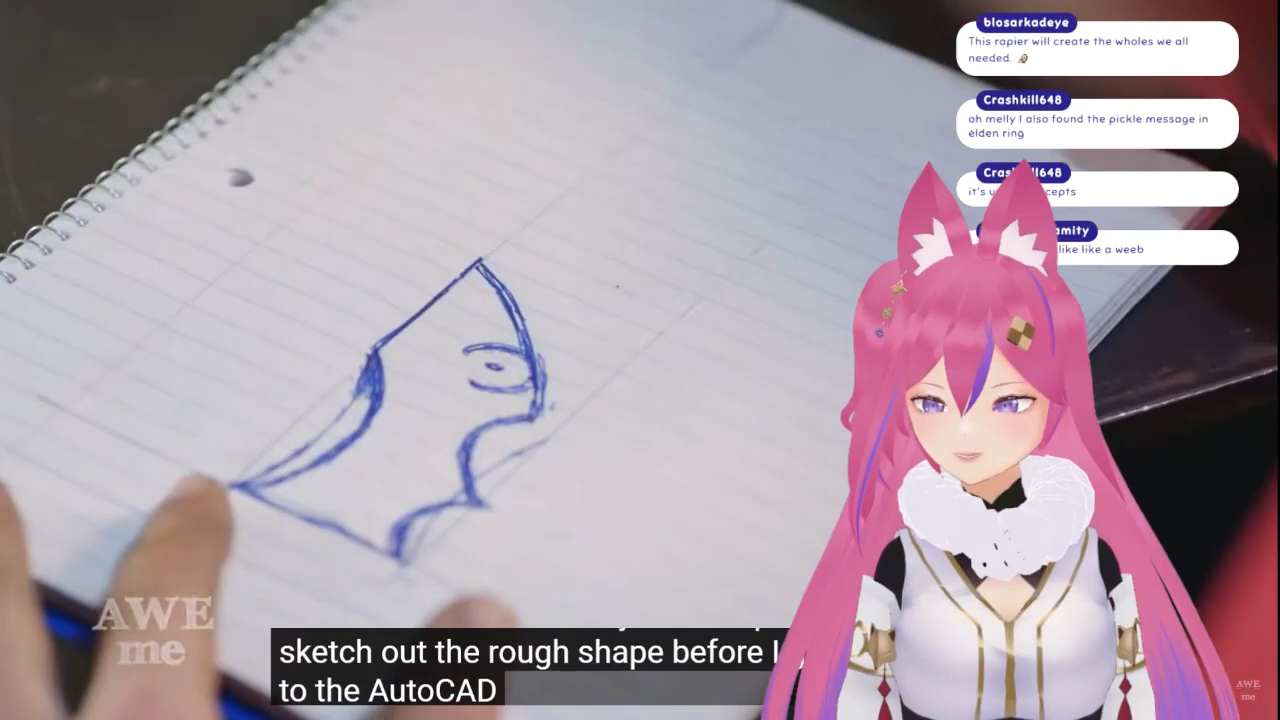 blosarkadeye
This rapier will create the wholes we all
needed.
Crashkill648
oh melly I also found the pickle message in
elden ring
648
it's
amity
like like a weeb
sketch out the rough shape before I
to the AutoCAD
AWE
me
AWE
me